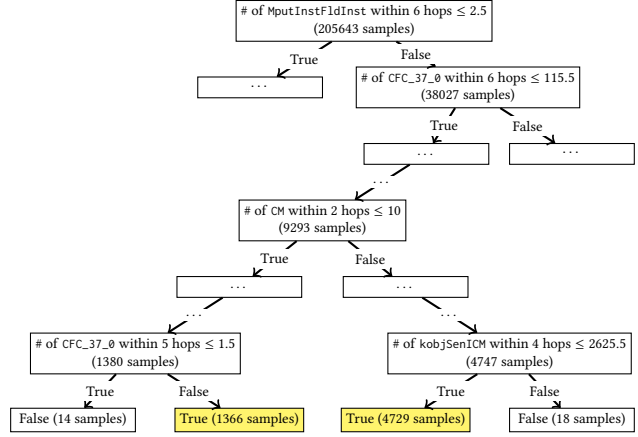 # of MputInstFldInst within 6 hops ≤ 2.5
(205643 samples)
True
False
...
# of CFC_37_0 within 6 hops ≤ 115.5
(38027 samples)
True
False
...
...
...
# of CM within 2 hops ≤ 10
(9293 samples)
True
False
...
...
...
...
# of CFC_37_0 within 5 hops ≤ 1.5
(1380 samples)
# of kobjSenICM within 4 hops ≤ 2625.5
(4747 samples)
True
False
True
False
False (14 samples)
True (1366 samples)
True (4729 samples)
False (18 samples)